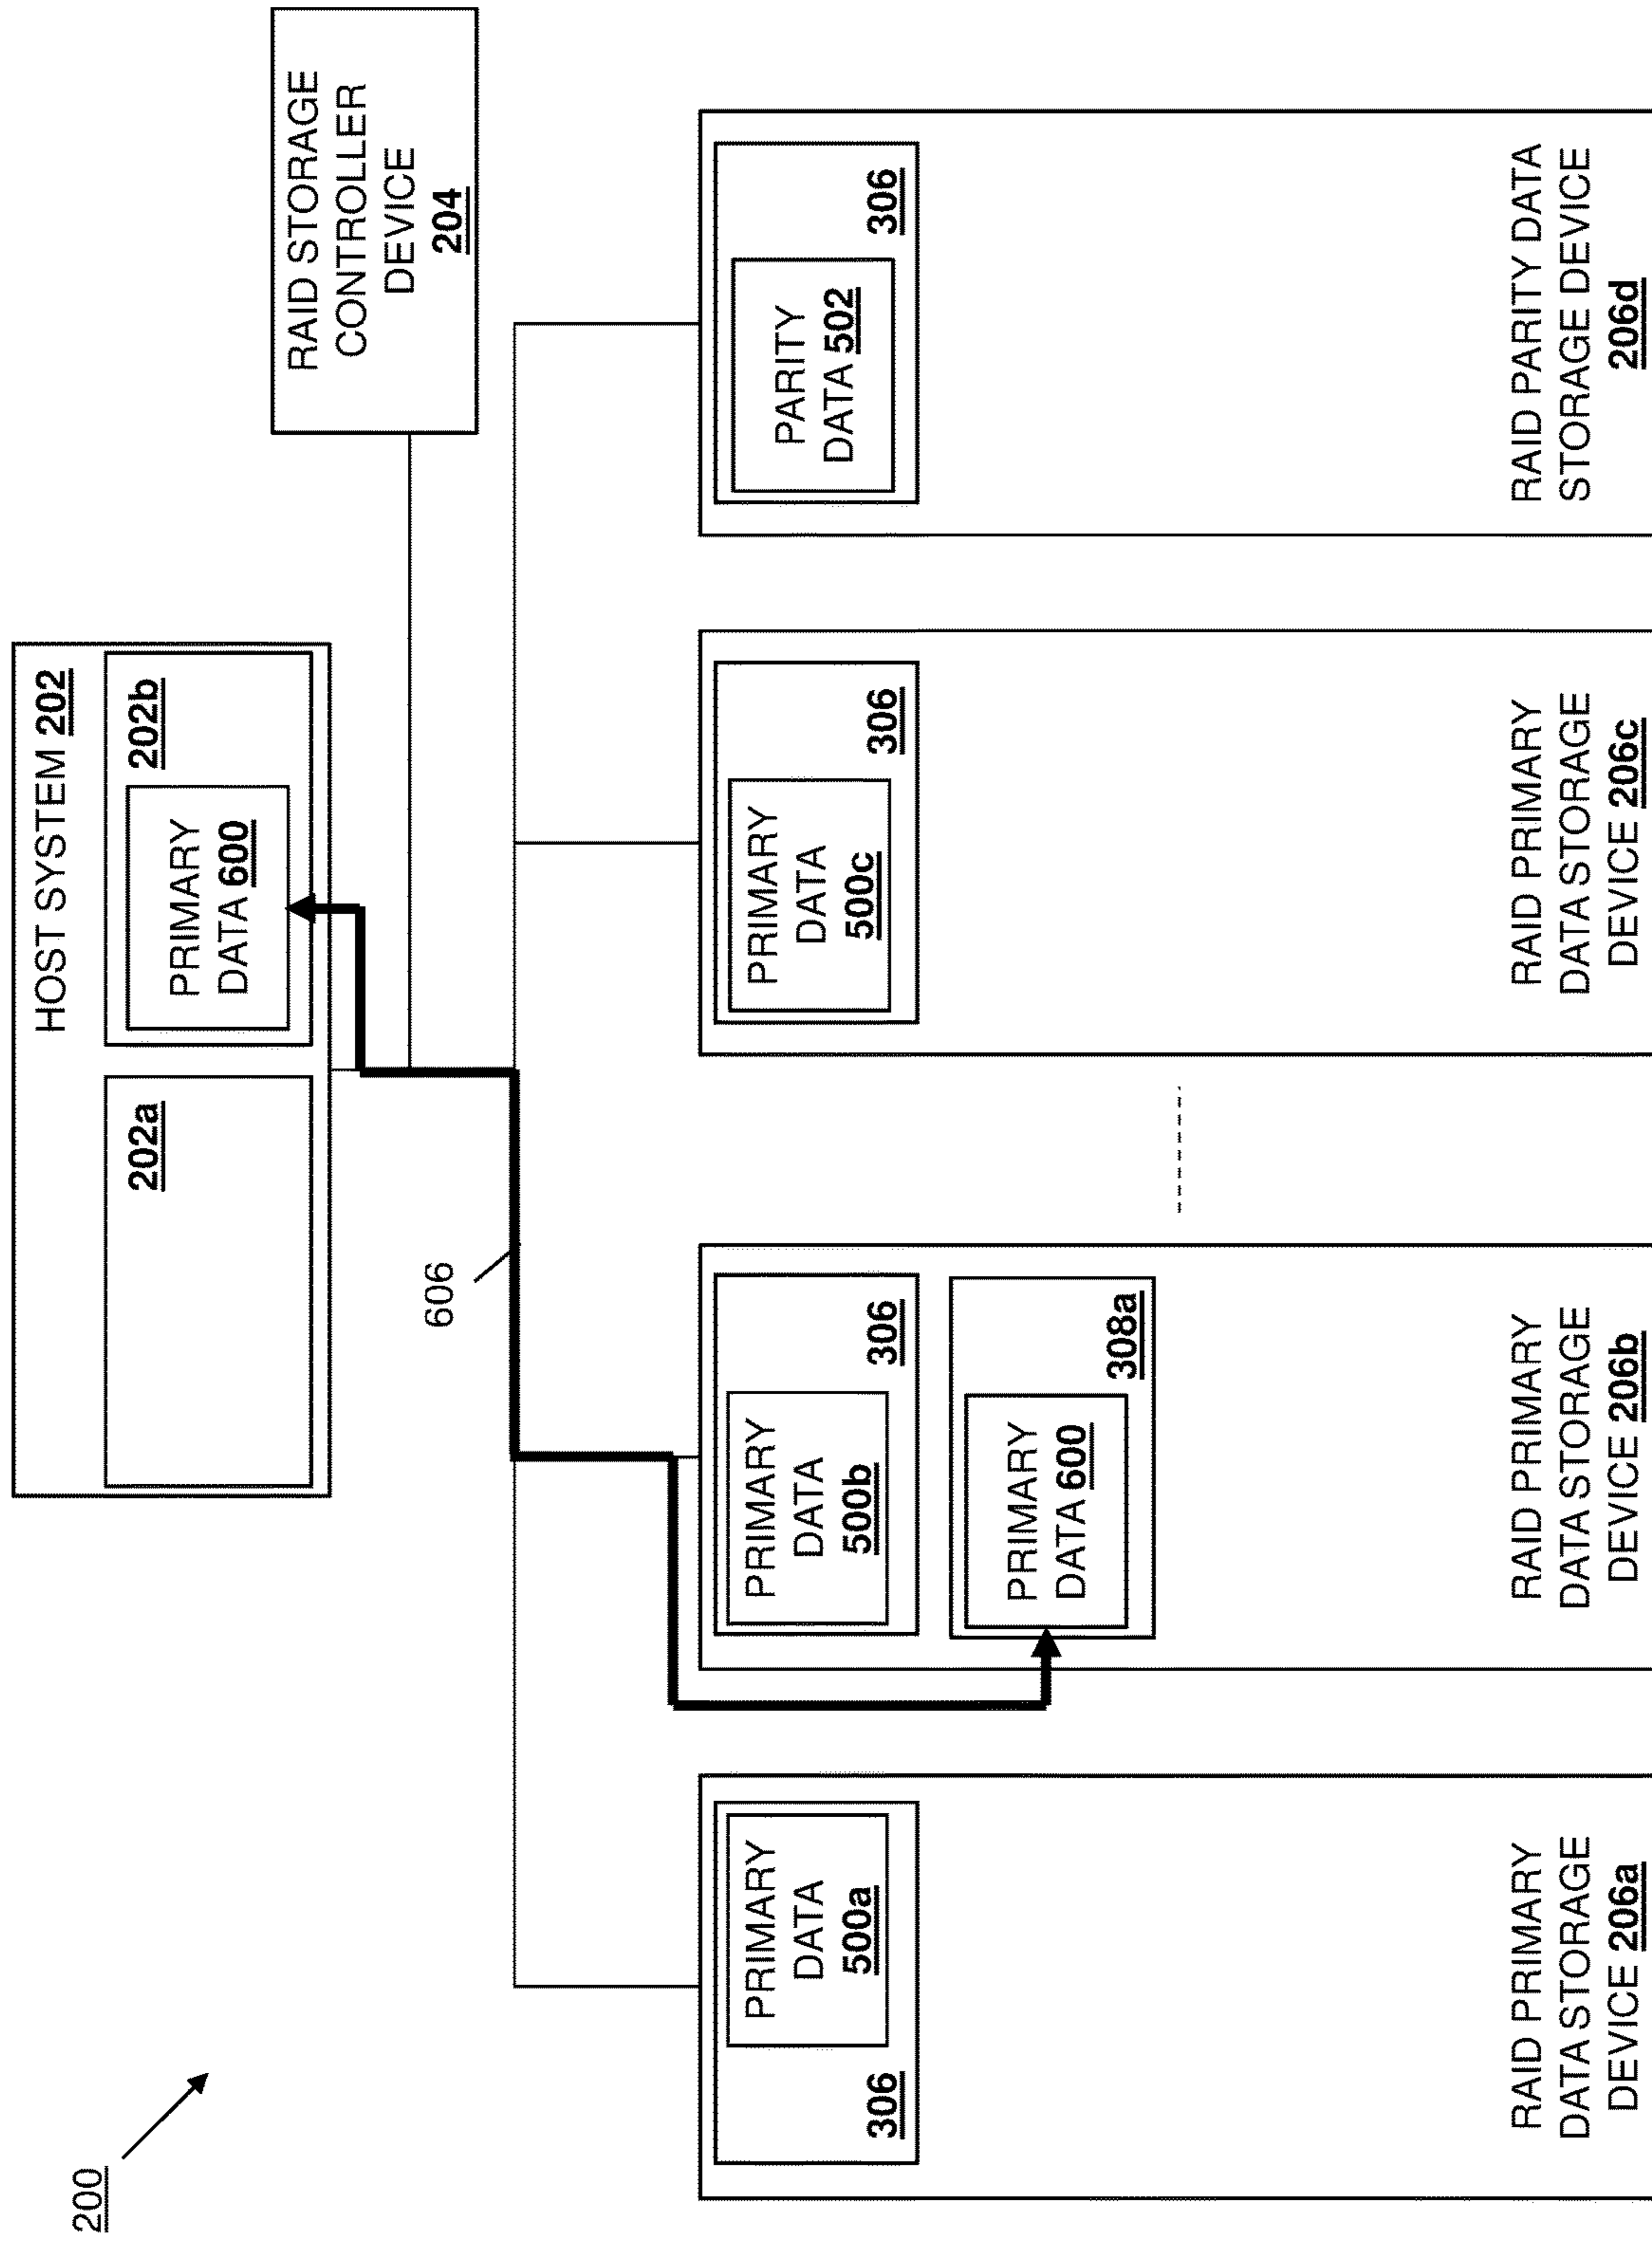 200
HOST SYSTEM 202
202a
202b
PRIMARY
DATA 600
RAID STORAGE
CONTROLLER
DEVICE
204
606
306
PRIMARY
DATA
500a
RAID PRIMARY
DATA STORAGE
DEVICE 206a
PRIMARY
DATA
500b
306
PRIMARY
DATA 600
308a
RAID PRIMARY
DATA STORAGE
DEVICE 206b
PRIMARY
DATA
500c
306
RAID PRIMARY
DATA STORAGE
DEVICE 206c
PARITY
DATA 502
306
RAID PARITY DATA
STORAGE DEVICE
206d